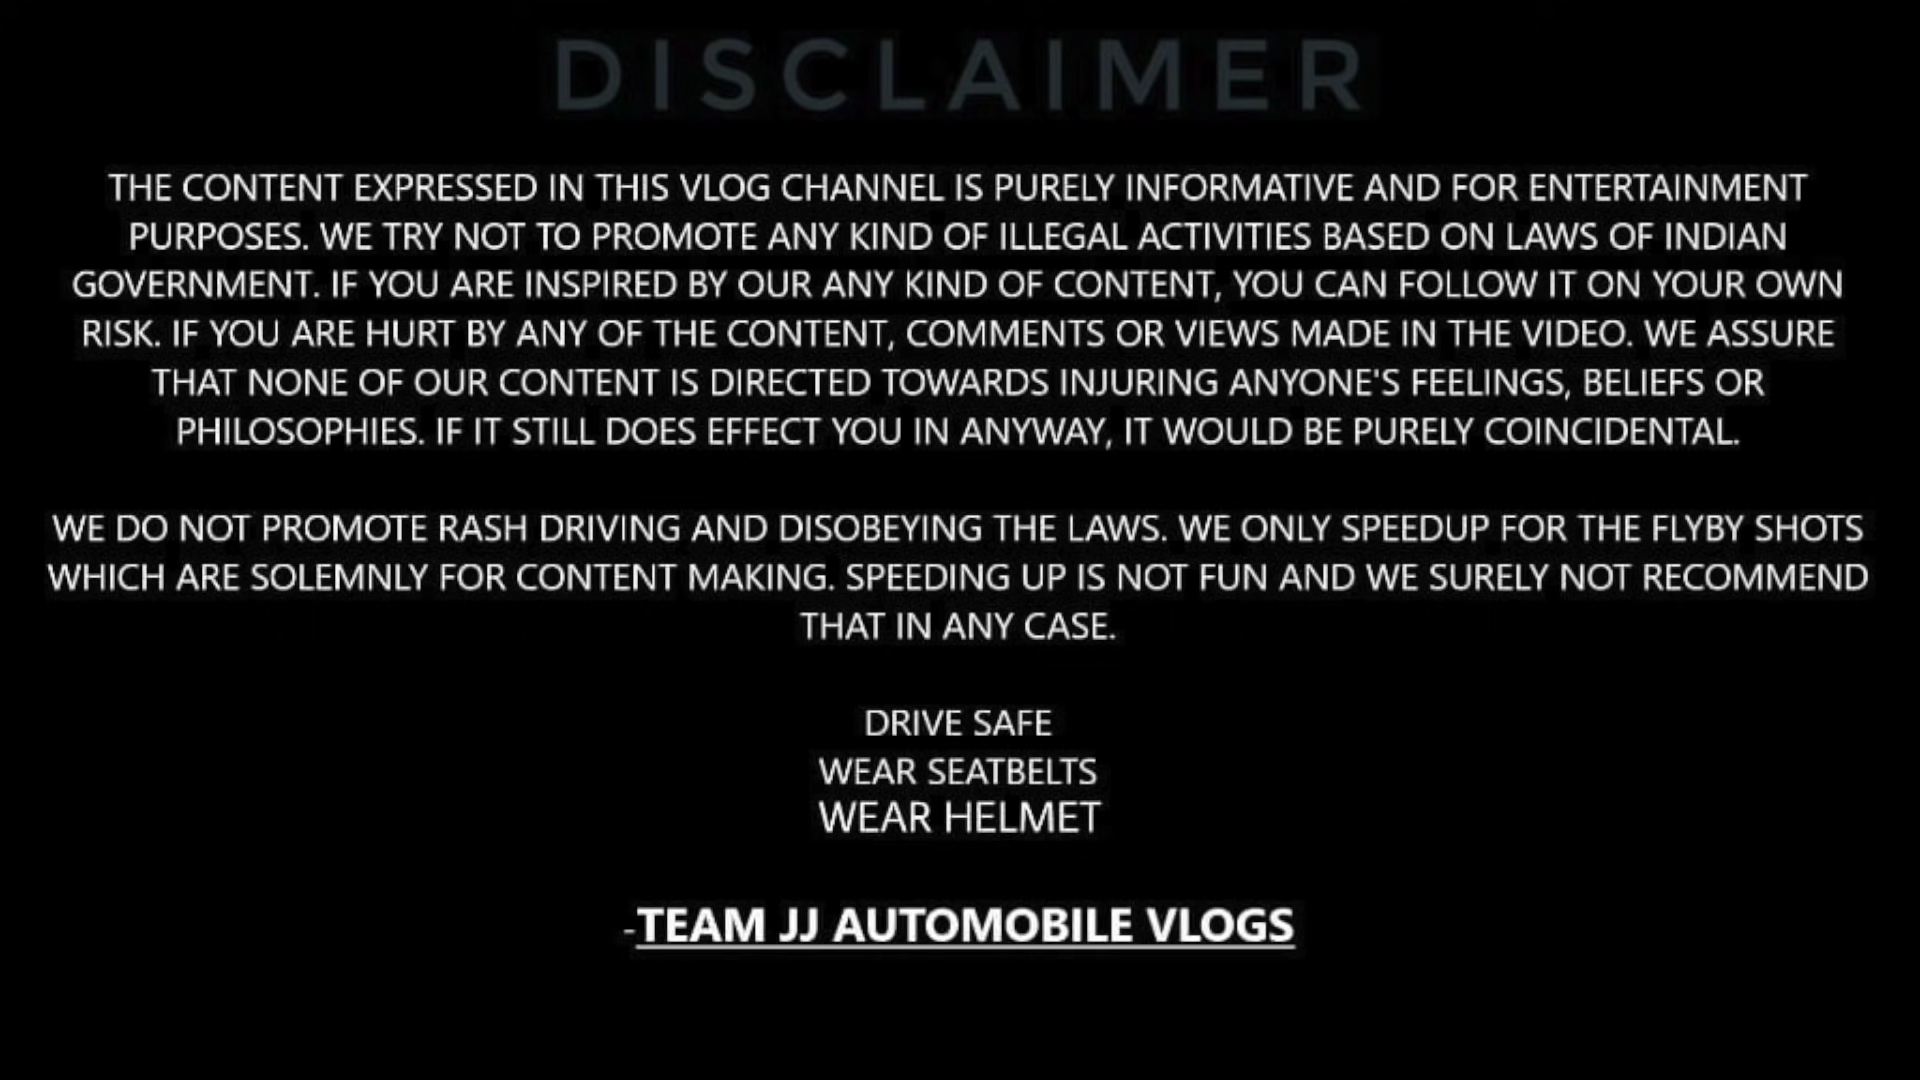 DISCLAIMER
THE CONTENT EXPRESSED IN THIS VLOG CHANNEL IS PURELY INFORMATIVE AND FOR ENTERTAINMENT
PURPOSES. WE TRY NOT TO PROMOTE ANY KIND OF ILLEGAL ACTIVITIES BASED ON LAWS OF INDIAN
GOVERNMENT. IF YOU ARE INSPIRED BY OUR ANY KIND OF CONTENT, YOU CAN FOLLOW IT ON YOUR OWN
RISK. IF YOU ARE HURT BY ANY OF THE CONTENT, COMMENTS OR VIEWS MADE IN THE VIDEO. WE ASSURE
THAT NONE OF OUR CONTENT IS DIRECTED TOWARDS INJURING ANYONE'S FEELINGS, BELIEFS OR
PHILOSOPHIES. IF IT STILL DOES EFFECT YOU IN ANYWAY, IT WOULD BE PURELY COINCIDENTAL.
WE DO NOT PROMOTE RASH DRIVING AND DISOBEYING THE LAWS. WE ONLY SPEEDUP FOR THE FLYBY SHOTS
WHICH ARE SOLEMNLY FOR CONTENT MAKING. SPEEDING UP IS NOT FUN AND WE SURELY NOT RECOMMEND
THAT IN ANY CASE.
DRIVE SAFE
WEAR SEATBELTS
WEAR HELMET
-TEAM JJ AUTOMOBILE VLOGS